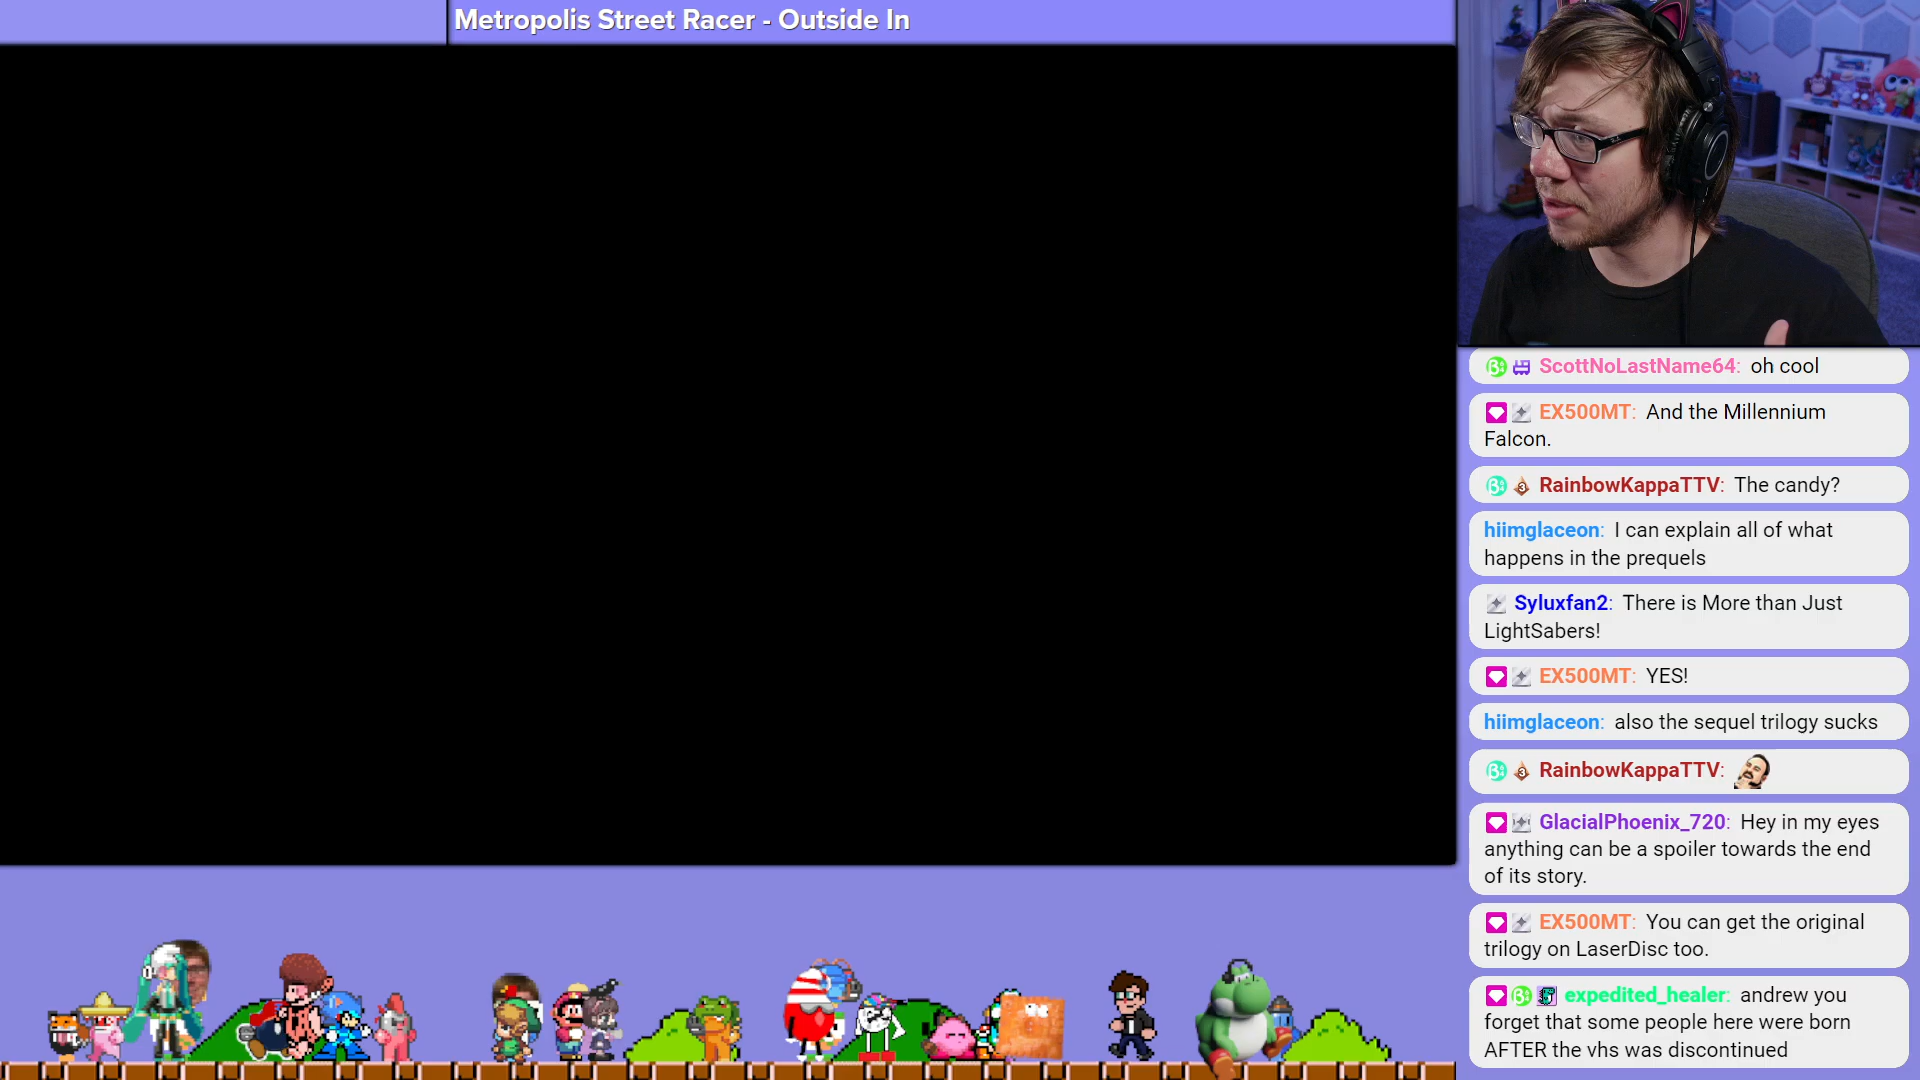 Metropolis Street Racer - Outside In
ScottNoLastName64: oh cool
EX500MT: And the Millennium
Falcon.
RainbowKappaTTV: The candy?
hiimglaceon: I can explain all of what
happens in the prequels
Syluxfan2: There is More than Just
LightSabers!
EX500MT: YES!
hiimglaceon: also the sequel trilogy sucks
RainbowKappaTTV:
GlacialPhoenix_720: Hey in my eyes
anything can be a spoiler towards the end
of its story.
EX500MT: You can get the original
trilogy on LaserDisc too.
expedited_healer: andrew you
forget that some people here were born
AFTER the vhs was discontinued